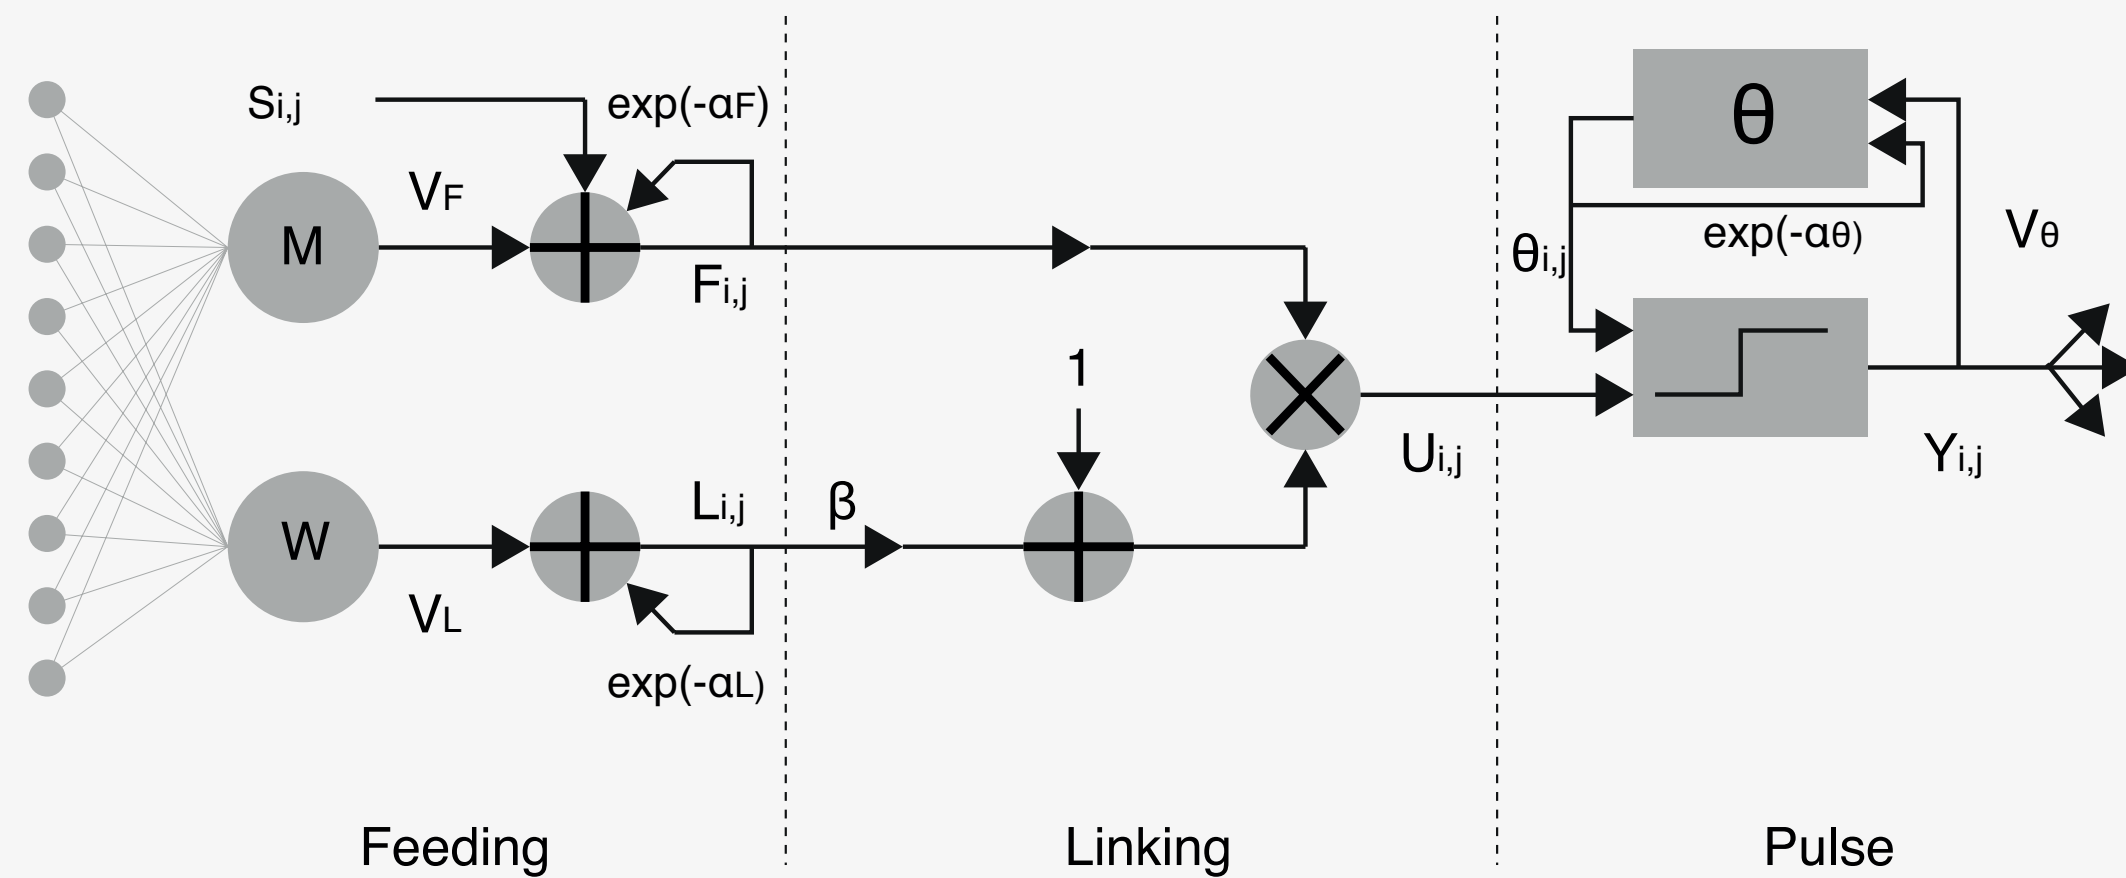 Si,j
exp(-αF)
M
VF
Fi,j
W
VL
Li,j
exp(-αL)
β
1
Ui,j
θ
θi,j
exp(-αθ)
Vθ
Yi,j
Feeding
Linking
Pulse